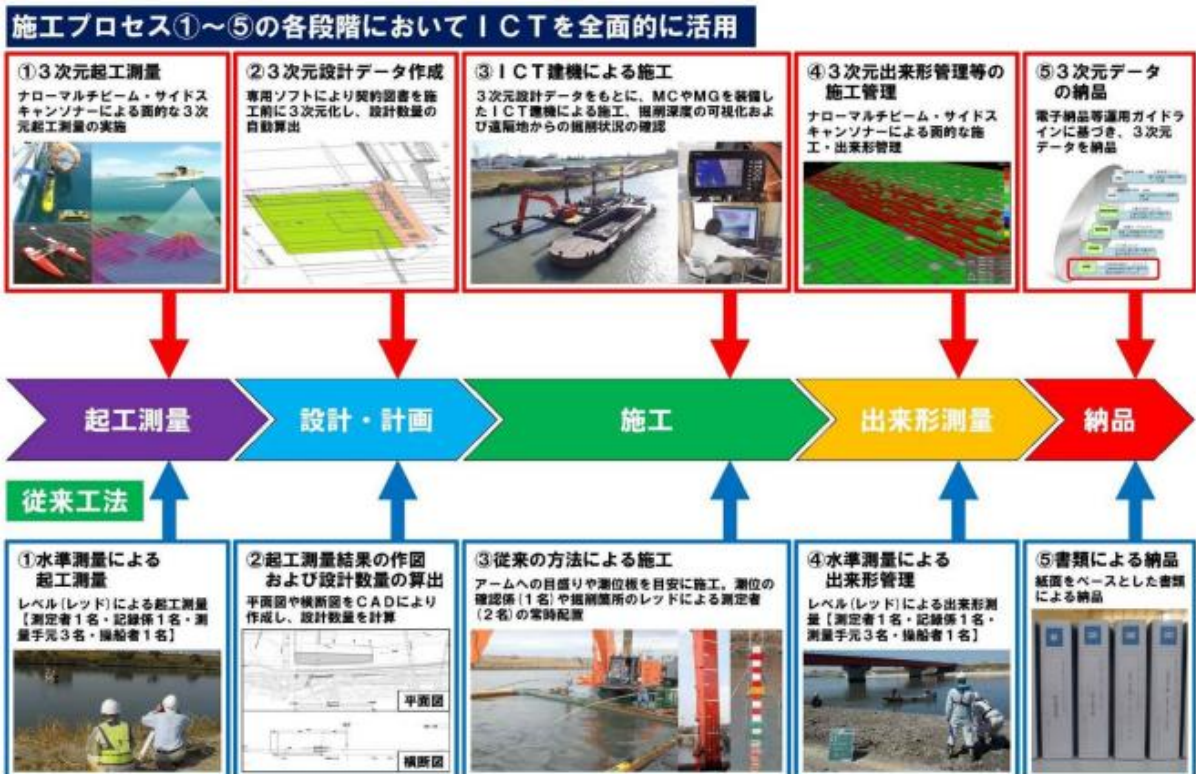 施工プロセス①～⑤の各段階においてＩＣＴを全面的に活用
①３次元起工測量
ナローマルチビーム・サイドス
キャンソナーによる面的な３次
元起工測量の実施
②３次元設計データ作成
専用ソフトにより契約図書を施
工前に３次元化し、設計数量の
自動算出
③ＩＣＴ建機による施工
３次元設計データをもとに、ＭＣやＭＧを装備し
たＩＣＴ建機による施工、掘削深度の可視化およ
び遠隔地からの掘削状況の確認
④３次元出来形管理等の
施工管理
ナローマルチビーム・サイドス
キャンソナーによる面的な施
工・出来形管理
⑤３次元データ
の納品
電子納品等運用ガイドラ
インに基づき、３次元
データを納品
起工測量
設計・計画
施工
出来形測量
納品
従来工法
①水準測量による
起工測量
レベル（レッド）による起工測量
【測定者１名・記録係１名・測
量手元３名・操船者１名】
②起工測量結果の作図
および設計数量の算出
平面図や横断図をＣＡＤにより
作成し、設計数量を計算
平面図
横断図
③従来の方法による施工
アームへの目盛りや潮位板を目安に施工。潮位の
確認係（１名）や掘削箇所のレッドによる測定者
（２名）の常時配置
④水準測量による
出来形管理
レベル（レッド）による出来形測
量【測定者１名・記録係１名・
測量手元３名・操船者１名】
⑤書類による納品
紙面をベースとした書類
による納品